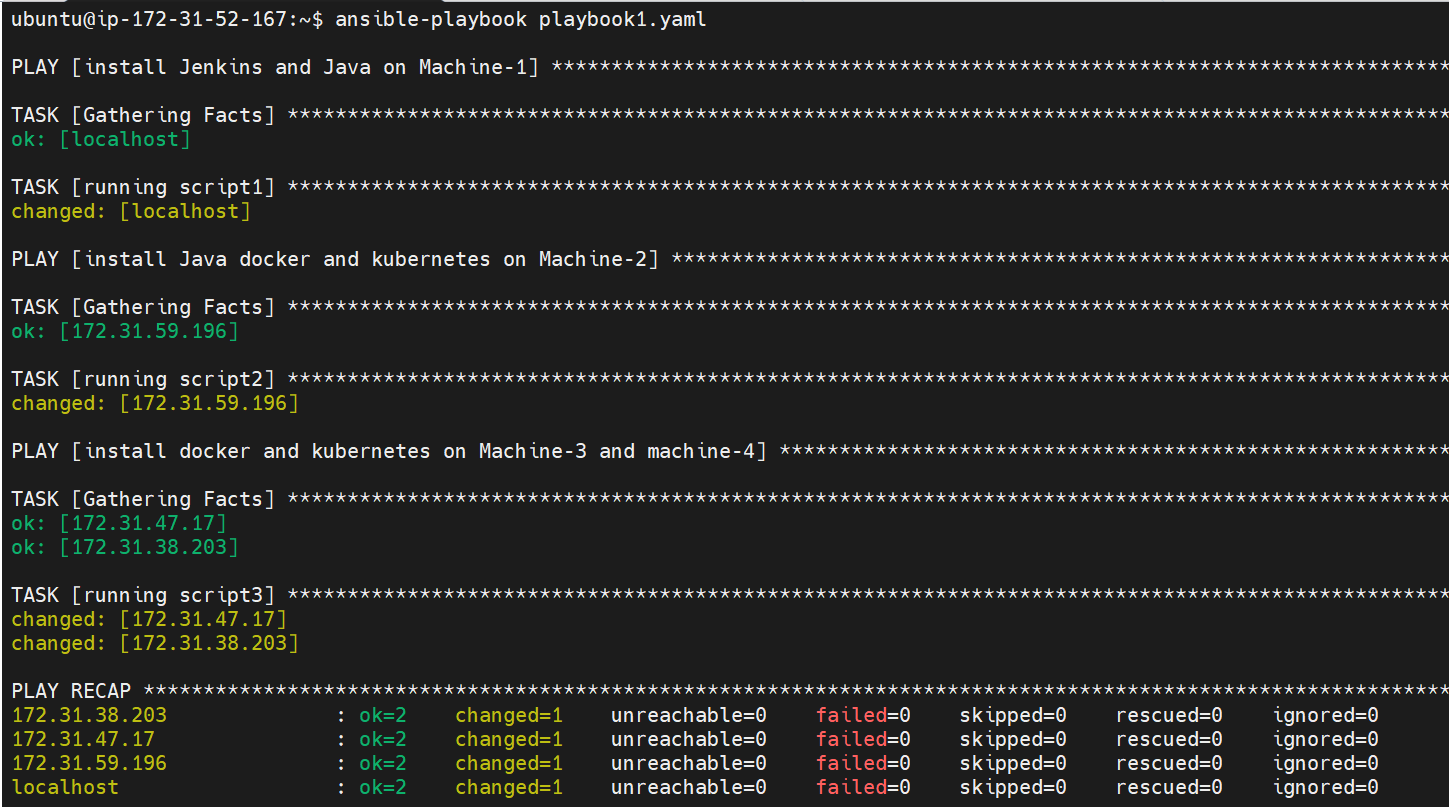 ubuntu@ip-172-31-52-167:~$ ansible-playbook playbook1.yaml
PLAY [install Jenkins and Java on Machine-1] ***************************************************************************
TASK [Gathering Facts] *************************************************************************************************
ok: [localhost]
TASK [running script1] *************************************************************************************************
changed: [localhost]
PLAY [install Java docker and kubernetes on Machine-2] *****************************************************************
TASK [Gathering Facts] *************************************************************************************************
ok: [172.31.59.196]
TASK [running script2] *************************************************************************************************
changed: [172.31.59.196]
PLAY [install docker and kubernetes on Machine-3 and machine-4] ********************************************************
TASK [Gathering Facts] *************************************************************************************************
ok: [172.31.47.17]
ok: [172.31.38.203]
TASK [running script3] *************************************************************************************************
changed: [172.31.47.17]
changed: [172.31.38.203]
PLAY RECAP *************************************************************************************************************
172.31.38.203              : ok=2    changed=1    unreachable=0    failed=0    skipped=0    rescued=0    ignored=0
172.31.47.17               : ok=2    changed=1    unreachable=0    failed=0    skipped=0    rescued=0    ignored=0
172.31.59.196              : ok=2    changed=1    unreachable=0    failed=0    skipped=0    rescued=0    ignored=0
localhost                  : ok=2    changed=1    unreachable=0    failed=0    skipped=0    rescued=0    ignored=0